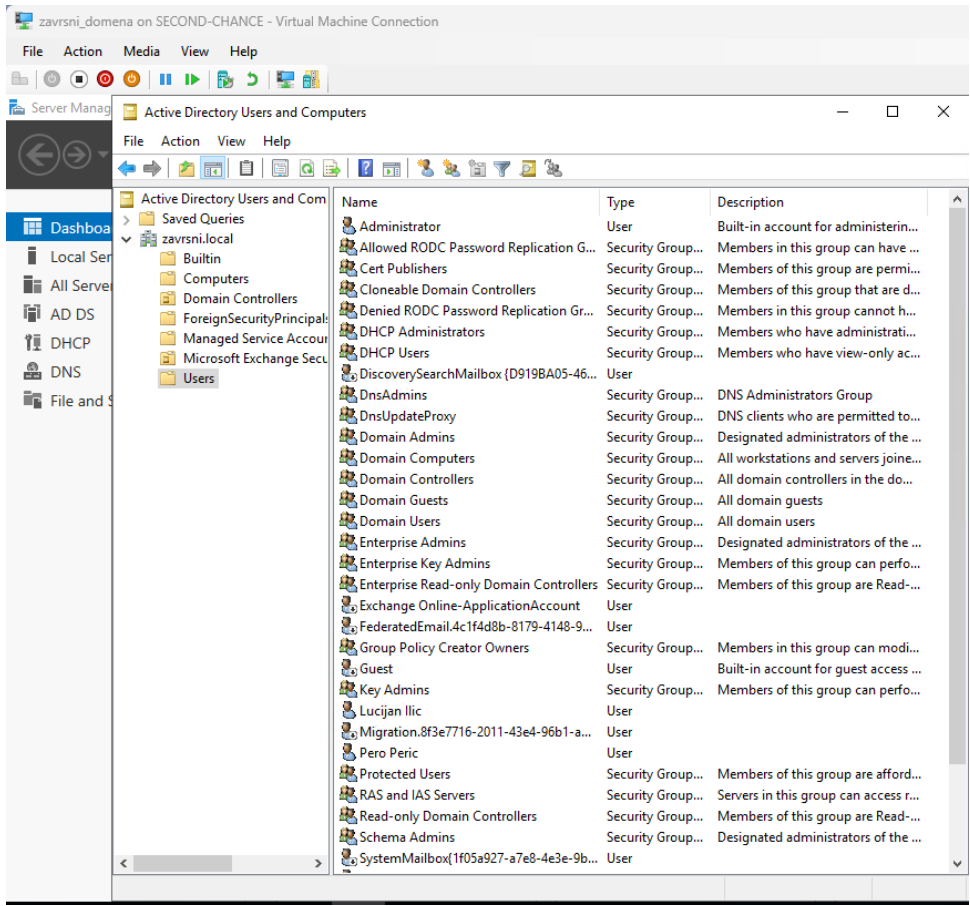 zavrsni_domena on SECOND-CHANCE - Virtual Machine Connection
File Action Media View Help
Server Manag
Active Directory Users and Computers
File Action View Help
Dashboa
Local Ser
All Server
AD DS
DHCP
DNS
File and S
Active Directory Users and Com
Saved Queries
zavrsni.local
Builtin
Computers
Domain Controllers
ForeignSecurityPrincipals
Managed Service Accour
Microsoft Exchange Secu
Users
Name Type Description
Administrator User Built-in account for administerin...
Allowed RODC Password Replication G... Security Group... Members in this group can have ...
Cert Publishers Security Group... Members of this group are permi...
Cloneable Domain Controllers Security Group... Members of this group that are d...
Denied RODC Password Replication Gr... Security Group... Members in this group cannot h...
DHCP Administrators Security Group... Members who have administrati...
DHCP Users Security Group... Members who have view-only ac...
DiscoverySearchMailbox {D919BA05-46... User
DnsAdmins Security Group... DNS Administrators Group
DnsUpdateProxy Security Group... DNS clients who are permitted to...
Domain Admins Security Group... Designated administrators of the ...
Domain Computers Security Group... All workstations and servers joine...
Domain Controllers Security Group... All domain controllers in the do...
Domain Guests Security Group... All domain guests
Domain Users Security Group... All domain users
Enterprise Admins Security Group... Designated administrators of the ...
Enterprise Key Admins Security Group... Members of this group can perfo...
Enterprise Read-only Domain Controllers Security Group... Members of this group are Read-...
Exchange Online-ApplicationAccount User
FederatedEmail.4c1f4d8b-8179-4148-9... User
Group Policy Creator Owners Security Group... Members in this group can modi...
Guest User Built-in account for guest access ...
Key Admins Security Group... Members of this group can perfo...
Lucijan Ilic User
Migration.8f3e7716-2011-43e4-96b1-a... User
Pero Peric User
Protected Users Security Group... Members of this group are afford...
RAS and IAS Servers Security Group... Servers in this group can access r...
Read-only Domain Controllers Security Group... Members of this group are Read-...
Schema Admins Security Group... Designated administrators of the ...
SystemMailbox{1f05a927-a7e8-4e3e-9b... User